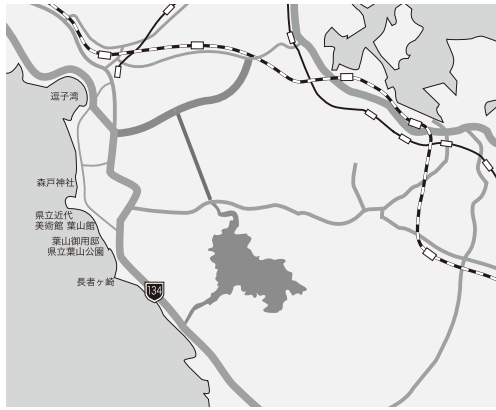 逗子湾
森戸神社
県立近代
美術館 葉山館
葉山御用邸
県立葉山公園
長者ヶ崎
134